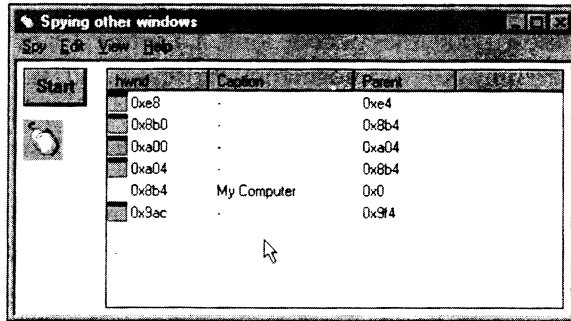 Spying other windows
Spy Edit View Help
Start
hwnd Caption Parent
0xe8 - 0xe4
0x8b0 - 0x8b4
0xa00 - 0xa04
0xa04 - 0x8b4
0x8b4 My Computer 0x0
0x9ac - 0x9f4